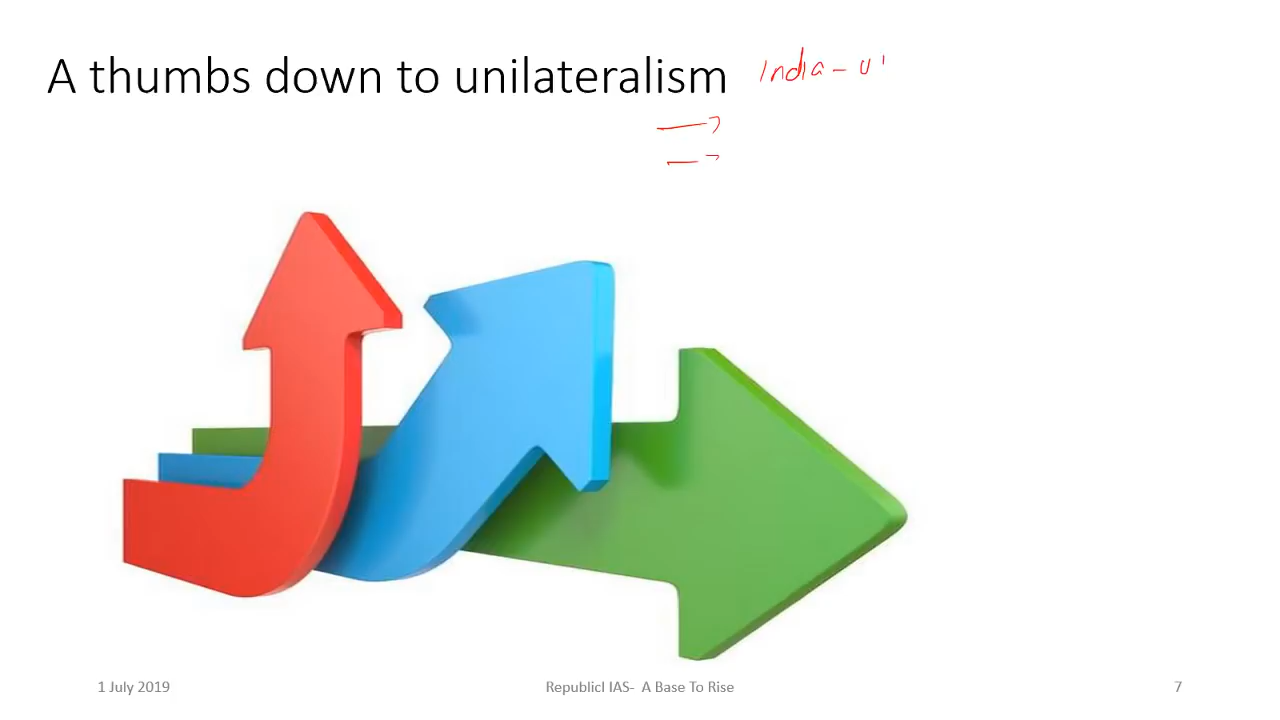 A thumbs down to unilateralism India - U
1 July 2019 RepublicI IAS- A Base To Rise 7